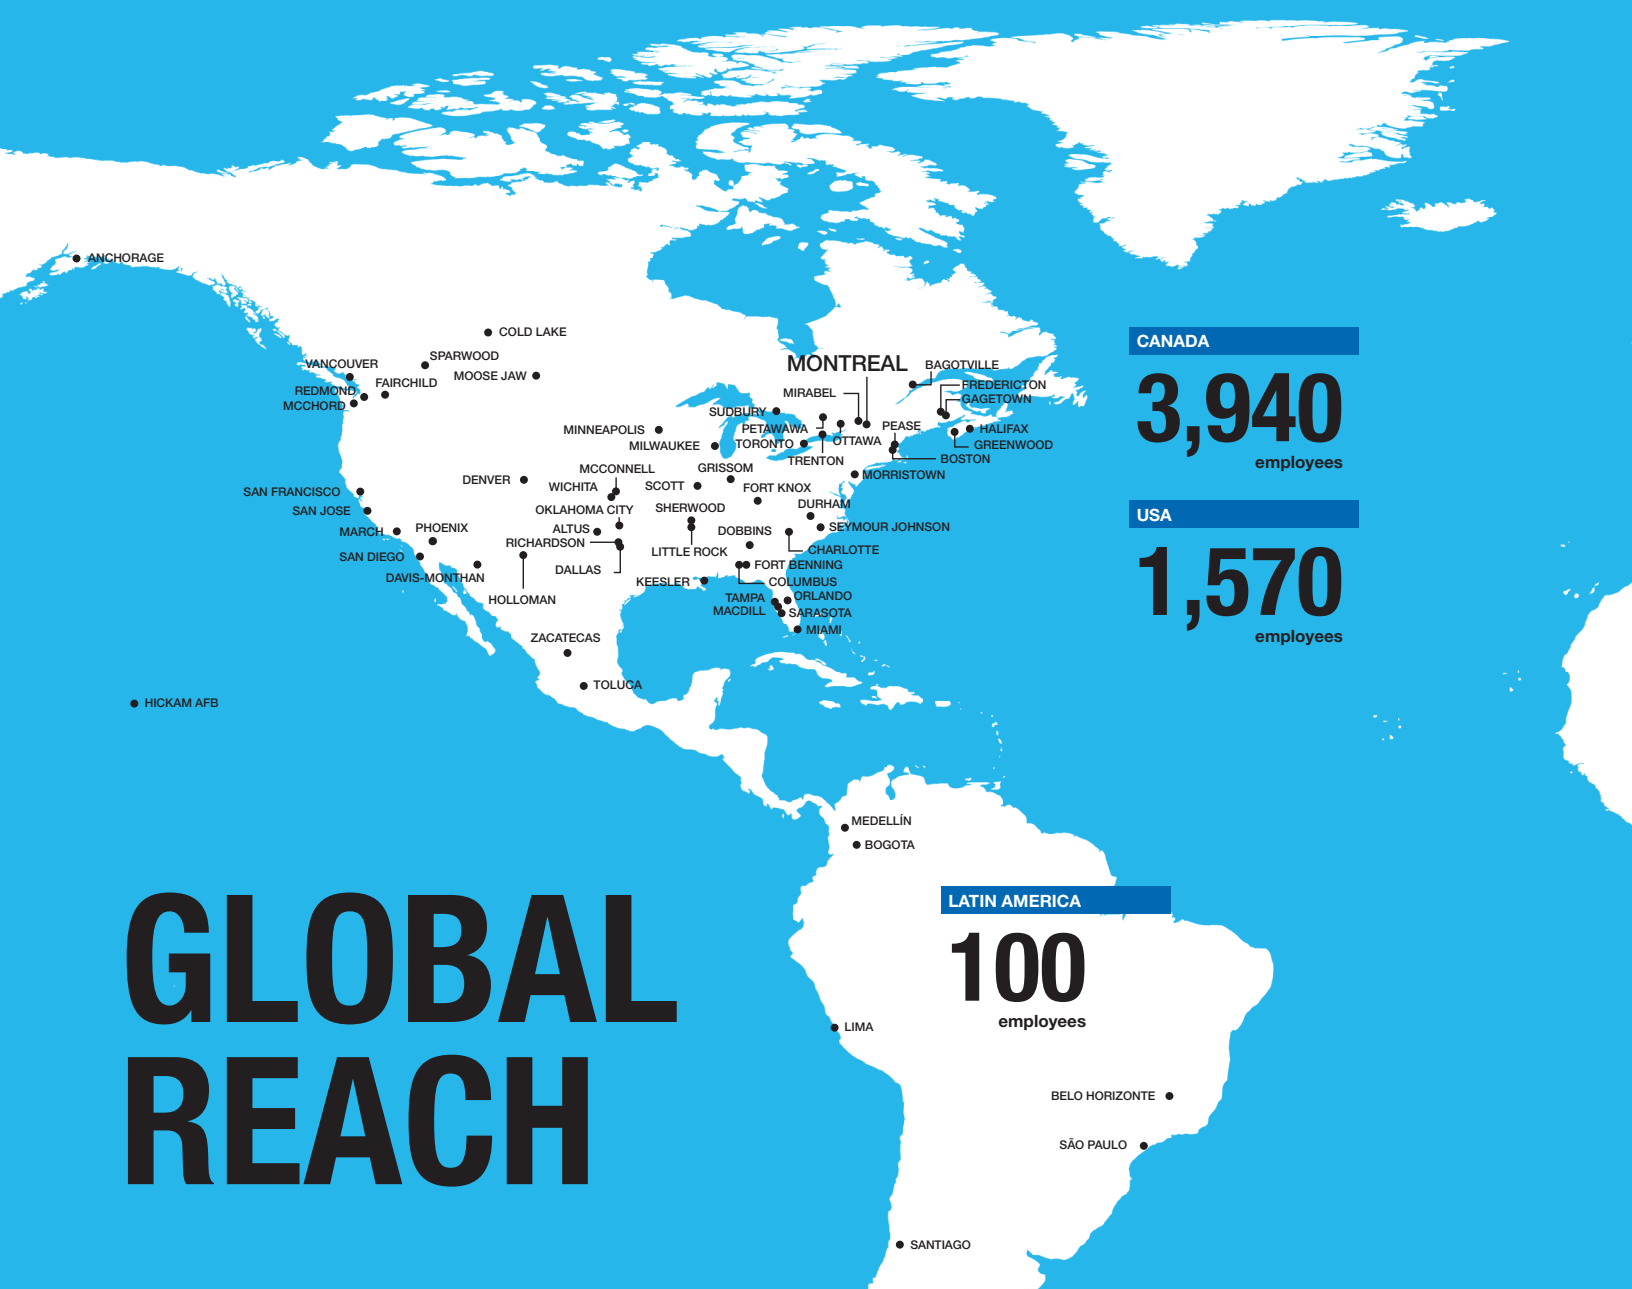 ANCHORAGE
COLD LAKE
SPARWOOD
VANCOUVER
MOOSE JAW
FAIRCHILD
REDMOND
MCCHORD
MONTREAL
BAGOTVILLE
MIRABEL
FREDERICTON
GAGETOWN
SUDBURY
PETAWAWA
PEASE
HALIFAX
MINNEAPOLIS
MILWAUKEE
TORONTO
OTTAWA
GREENWOOD
TRENTON
BOSTON
MCCONNELL
GRISSOM
MORRISTOWN
DENVER
WICHITA
SCOTT
FORT KNOX
SAN FRANCISCO
SAN JOSE
OKLAHOMA CITY
SHERWOOD
DURHAM
MARCH
PHOENIX
ALTUS
DOBBINS
SEYMOUR JOHNSON
RICHARDSON
LITTLE ROCK
CHARLOTTE
SAN DIEGO
DALLAS
FORT BENNING
DAVIS-MONTHAN
KEESLER
COLUMBUS
HOLLOMAN
TAMPA
ORLANDO
MACDILL
SARASOTA
MIAMI
ZACATECAS
TOLUCA
HICKAM AFB
CANADA
3,940
employees
USA
1,570
employees
MEDELLÍN
BOGOTA
LATIN AMERICA
100
employees
LIMA
BELO HORIZONTE
SÃO PAULO
SANTIAGO
GLOBAL
REACH